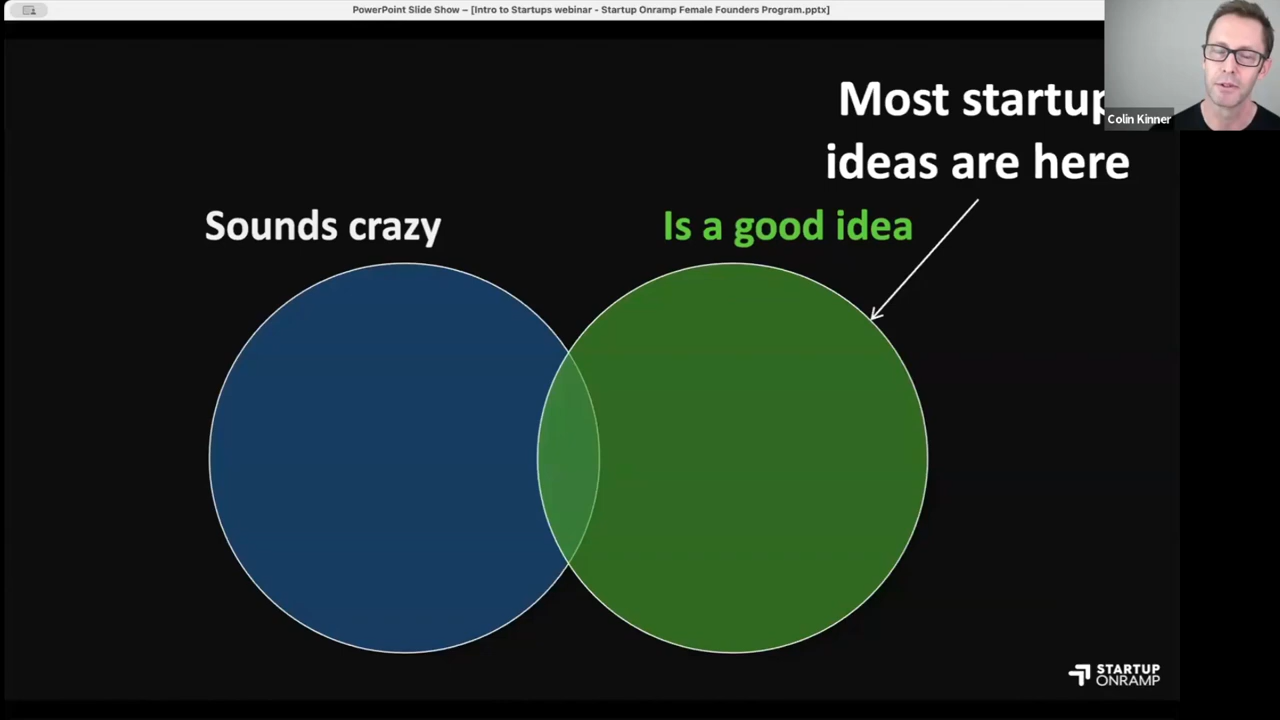 PowerPoint Slide Show – [Intro to Startups webinar - Startup Onramp Female Founders Program.pptx]
Most startup
ideas are here
Colin Kinner
Sounds crazy
Is a good idea
STARTUP
ONRAMP